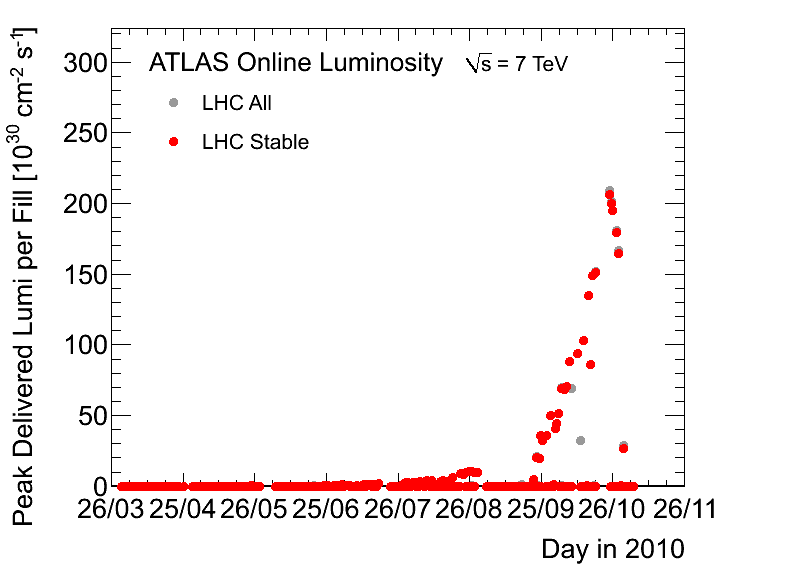 Peak Delivered Lumi per Fill [10³⁰ cm⁻² s⁻¹]
ATLAS Online Luminosity √s = 7 TeV
LHC All
LHC Stable
300
250
200
150
100
50
0
26/03 25/04 26/05 25/06 26/07 26/08 25/09 26/10 26/11
Day in 2010